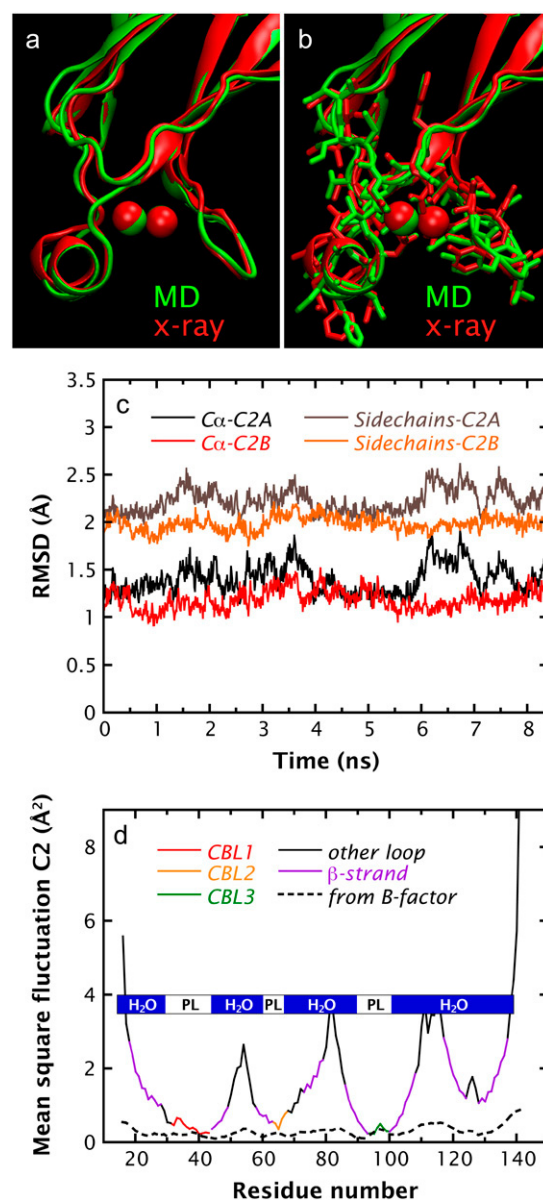 a
b
MD
x-ray
MD
x-ray
c
Cα-C2A
Sidechains-C2A
Cα-C2B
Sidechains-C2B
3.5
3
2.5
2
1.5
1
0.5
0
RMSD (Å)
0 1 2 3 4 5 6 7 8
Time (ns)
d
CBL1
other loop
CBL2
β-strand
CBL3
from B-factor
H₂O PL H₂O PL H₂O PL H₂O
8
6
4
2
0
Mean square fluctuation C2 (Å²)
20 40 60 80 100 120 140
Residue number